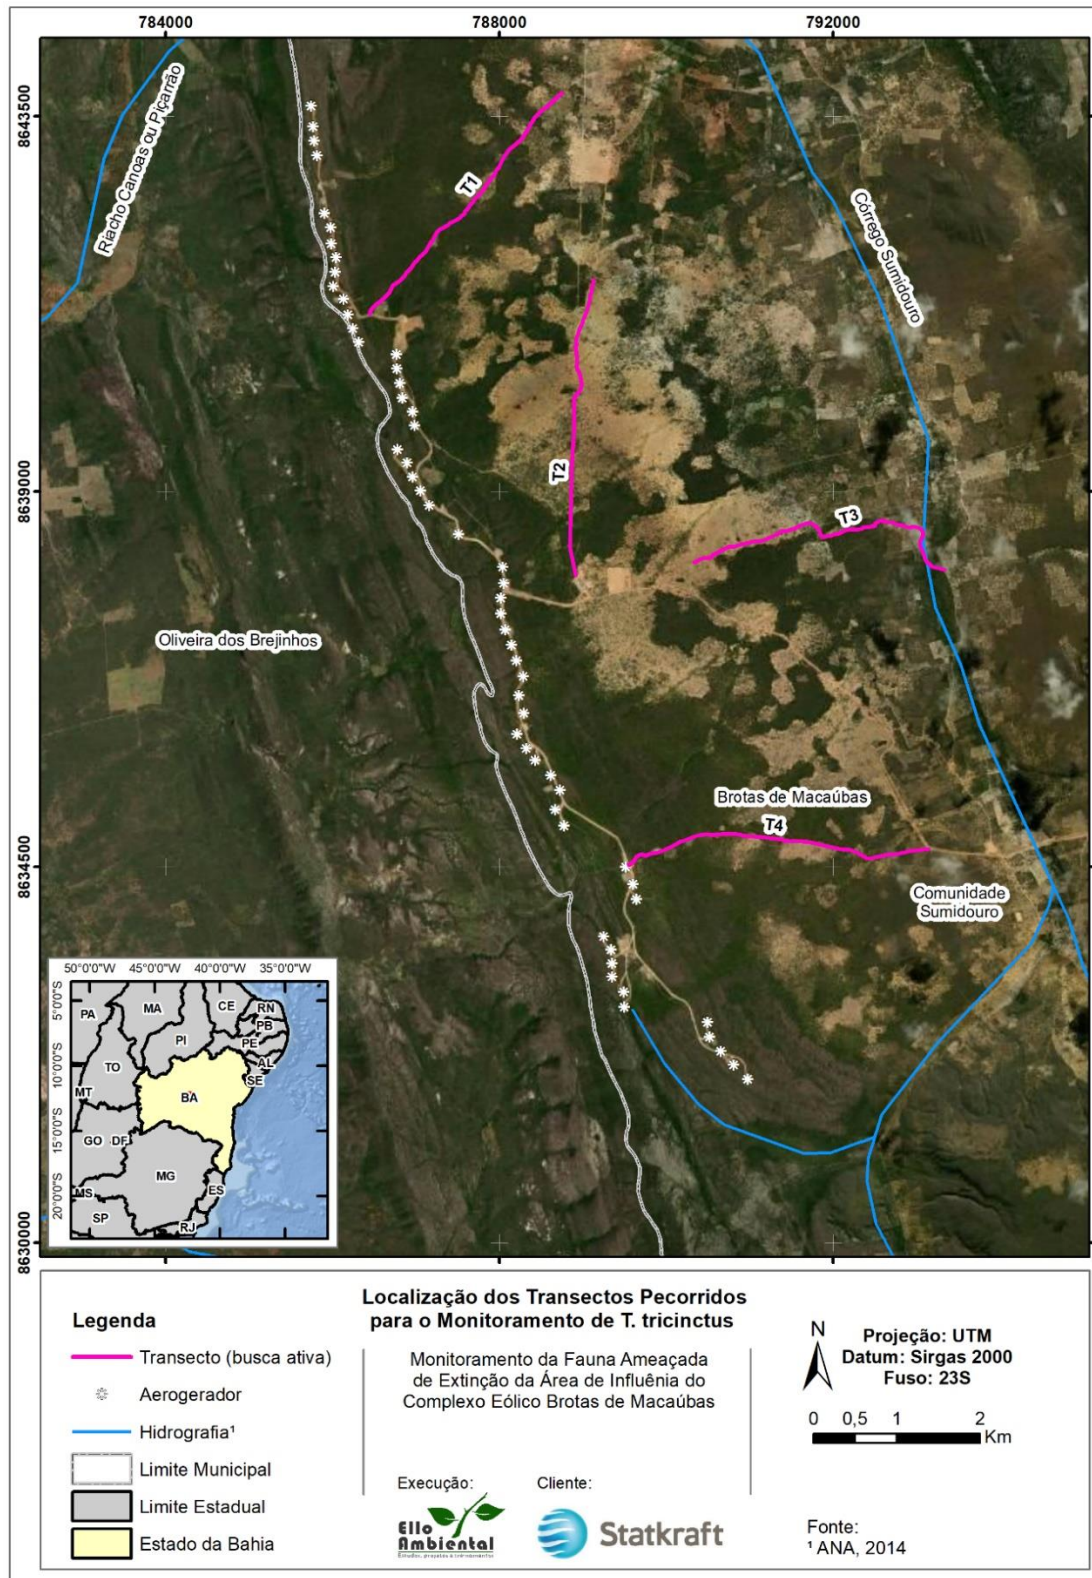 784000
788000
792000
8643500
8639000
8634500
8630000
Riacho Canoas ou Piçarrão
T1
Córrego Sumidouro
T2
T3
Oliveira dos Brejinhos
Brotas de Macaúbas
T4
Comunidade
Sumidouro
50°0'0"W 45°0'0"W 40°0'0"W 35°0'0"W
5°0'0"S
10°0'0"S
15°0'0"S
20°0'0"S
PA
MA
CE
RN
PB
PI
PE
AL
TO
SE
BA
MT
GO
DF
MG
MS
ES
SP
RJ
Legenda
Transecto (busca ativa)
Aerogerador
Hidrografia¹
Limite Municipal
Limite Estadual
Estado da Bahia
Localização dos Transectos Pecorridos
para o Monitoramento de T. tricinctus
Monitoramento da Fauna Ameaçada
de Extinção da Área de Influênia do
Complexo Eólico Brotas de Macaúbas
Execução:
Ello
Ambiental
Cliente:
Statkraft
N
Projeção: UTM
Datum: Sirgas 2000
Fuso: 23S
0 0,5 1 2
Km
Fonte:
¹ ANA, 2014